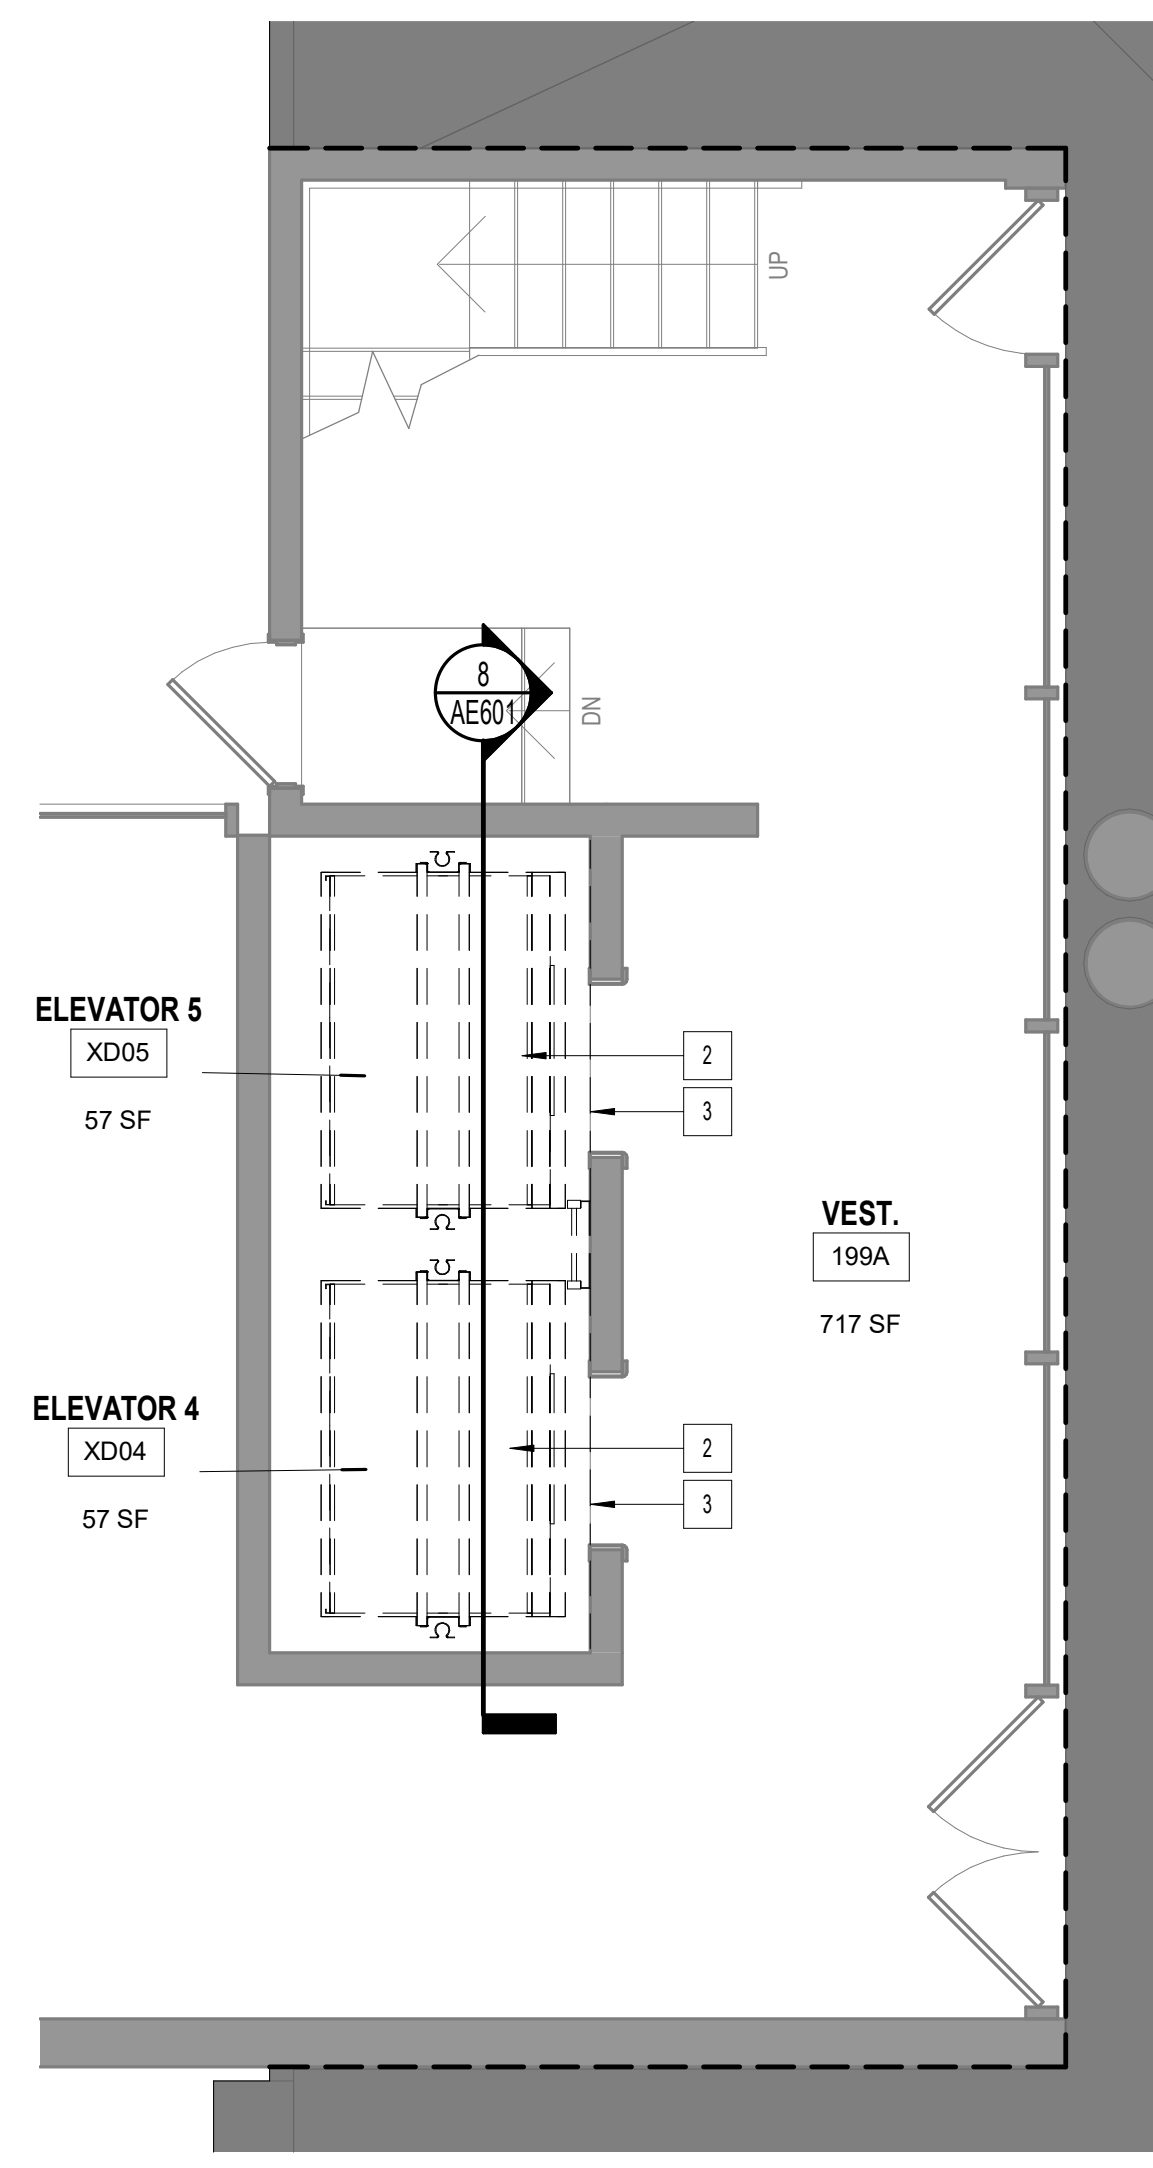 UP
8
AE601
DN
ELEVATOR 5
XD05
57 SF
2
3
VEST.
199A
717 SF
ELEVATOR 4
XD04
57 SF
2
3